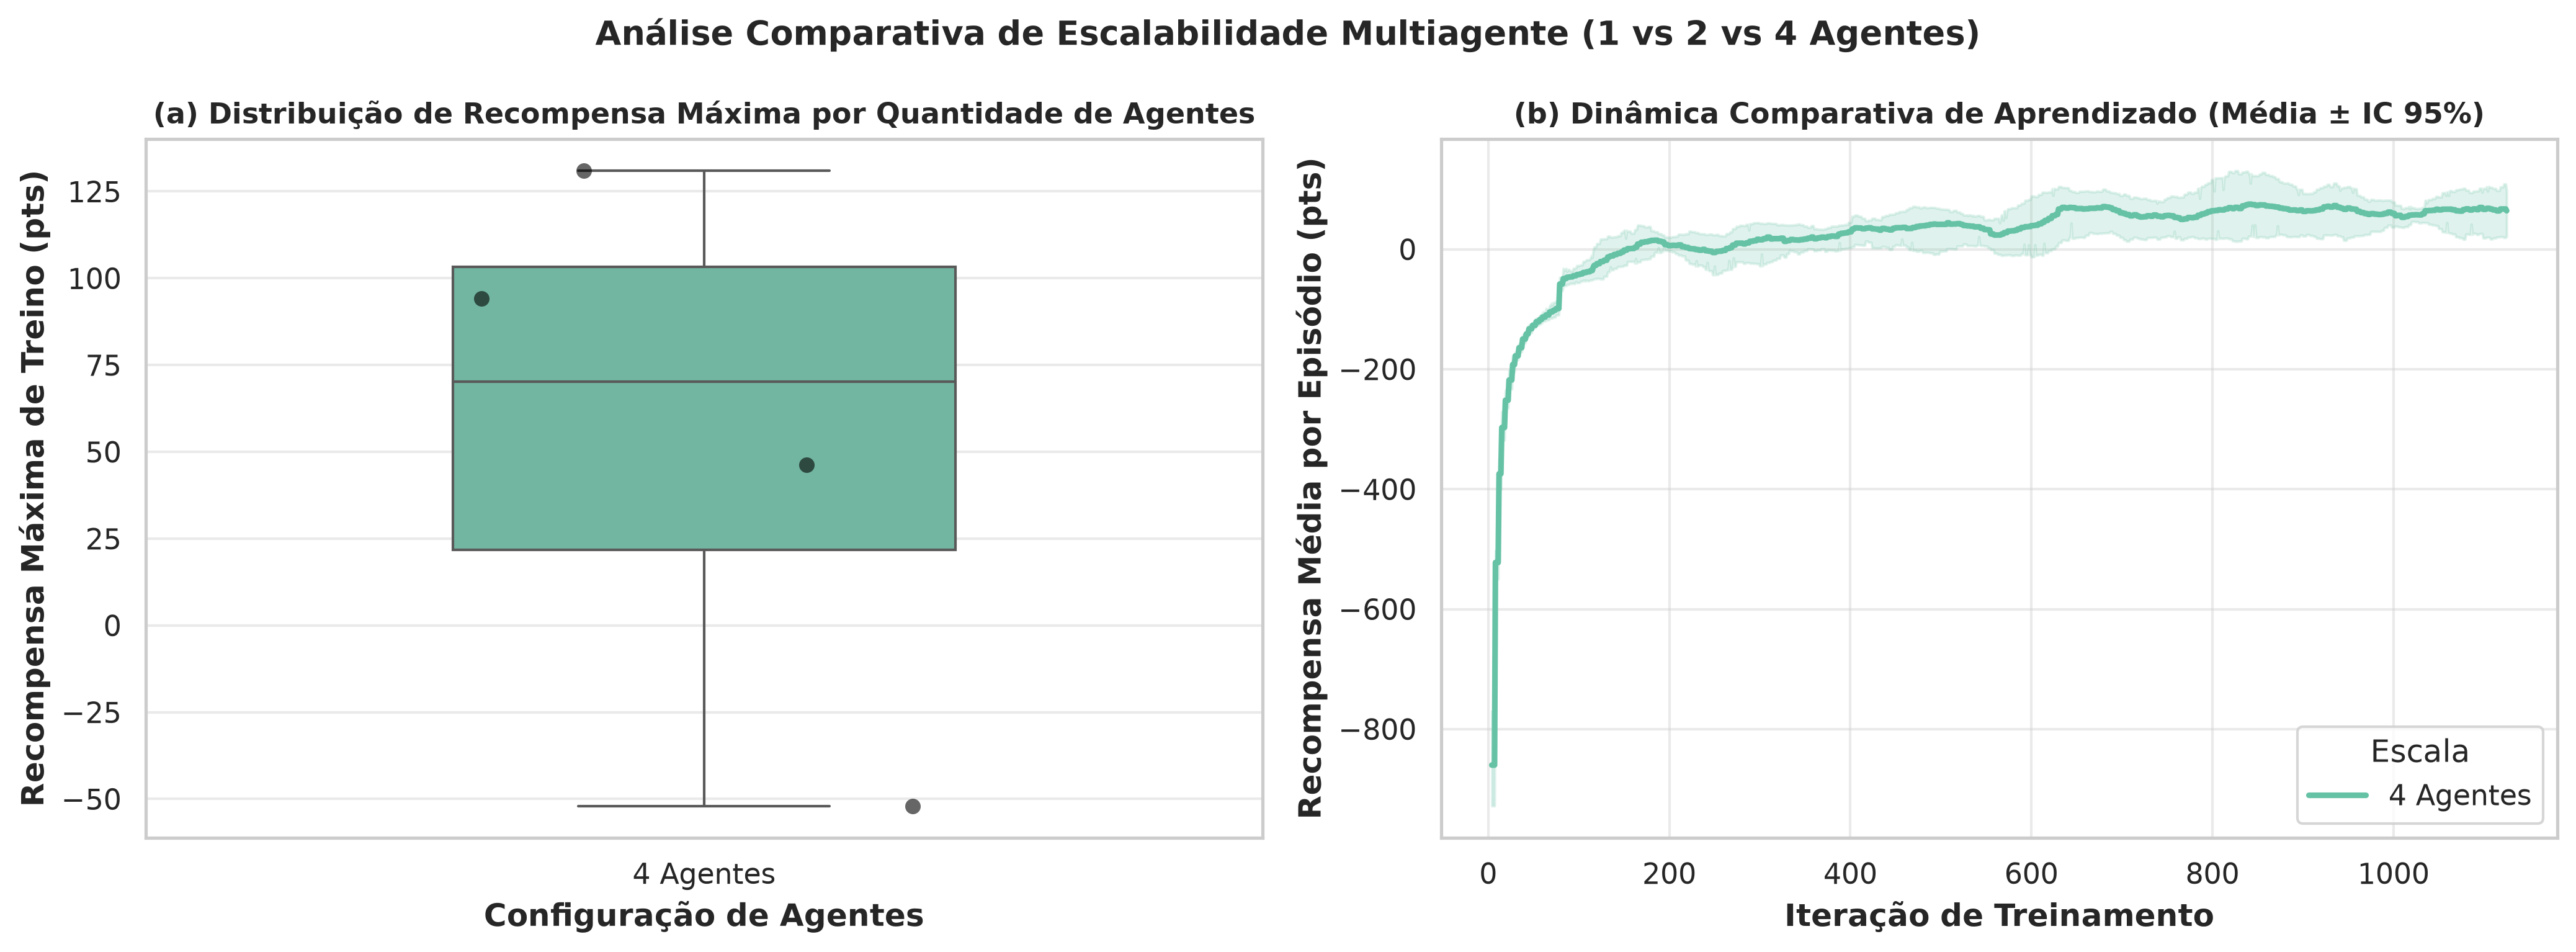 Análise Comparativa de Escalabilidade Multiagente (1 vs 2 vs 4 Agentes)
(a) Distribuição de Recompensa Máxima por Quantidade de Agentes
Recompensa Máxima de Treino (pts)
125
100
75
50
25
0
−25
−50
4 Agentes
Configuração de Agentes
(b) Dinâmica Comparativa de Aprendizado (Média ± IC 95%)
Recompensa Média por Episódio (pts)
0
−200
−400
−600
−800
0 200 400 600 800 1000
Iteração de Treinamento
Escala
4 Agentes